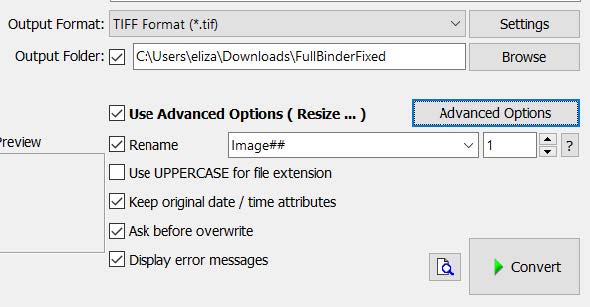 Output Format: TIFF Format (*.tif) Settings
Output Folder: C:\Users\eliza\Downloads\FullBinderFixed Browse
Use Advanced Options ( Resize ... ) Advanced Options
Preview Rename Image## 1 ?
Use UPPERCASE for file extension
Keep original date / time attributes
Ask before overwrite
Display error messages
Convert